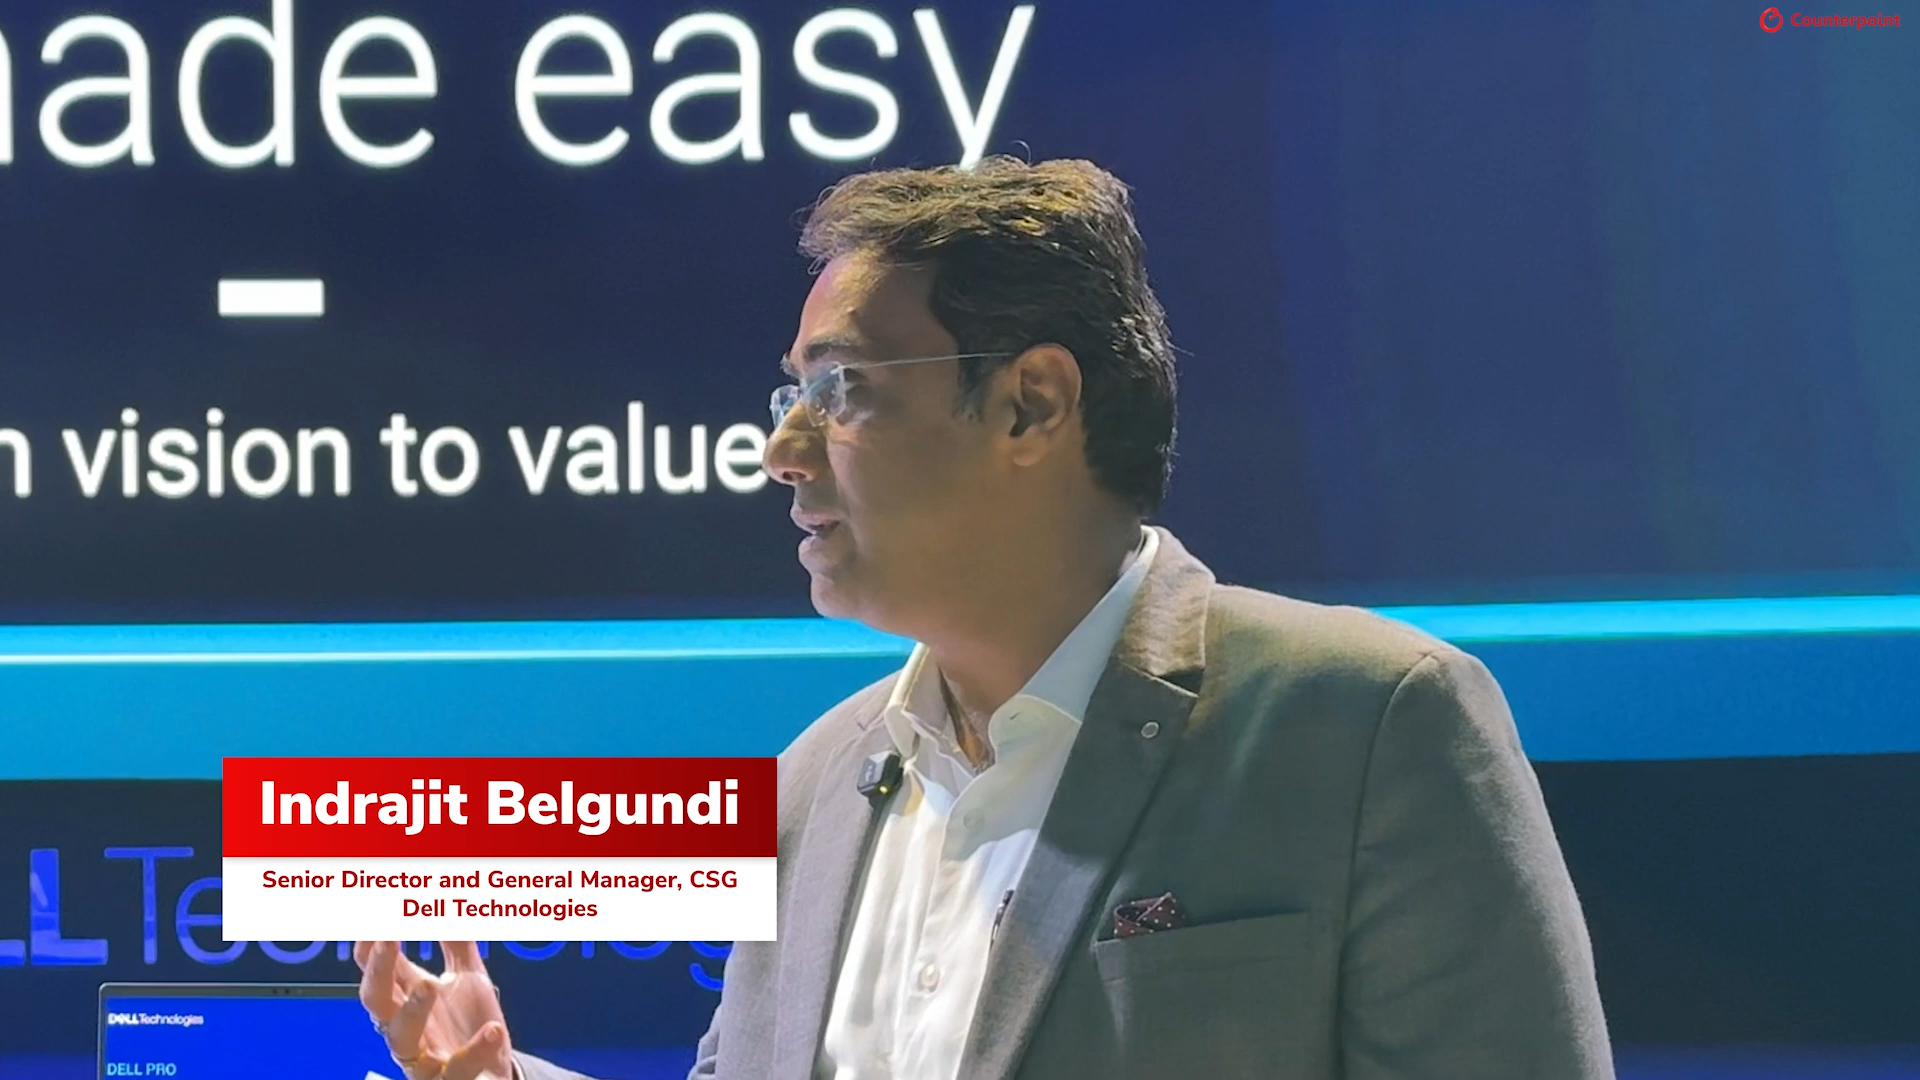 made easy
Counterpoint
vision to value
Indrajit Belgundi
Senior Director and General Manager, CSG
Dell Technologies
DELL Technologies
DELL PRO